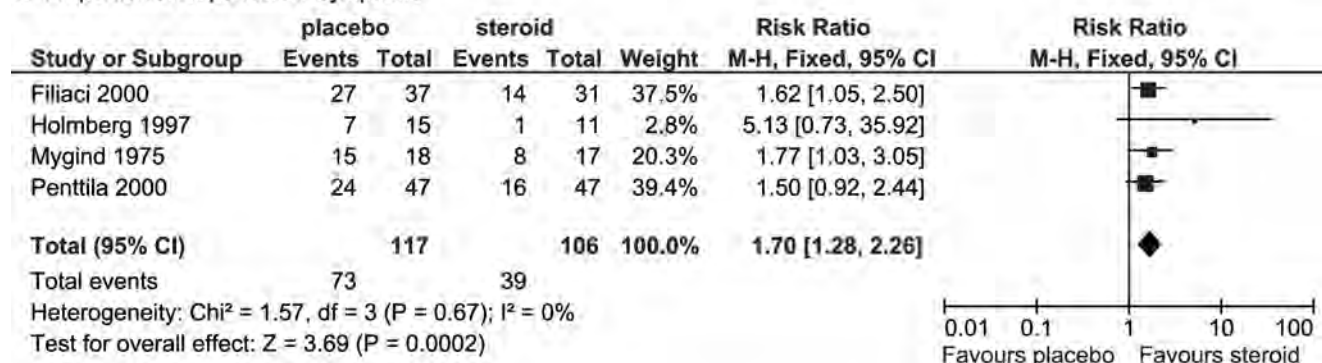 placebo steroid Risk Ratio Risk Ratio
Study or Subgroup Events Total Events Total Weight M-H, Fixed, 95% CI M-H, Fixed, 95% CI
Filiaci 2000 27 37 14 31 37.5% 1.62 [1.05, 2.50]
Holmberg 1997 7 15 1 11 2.8% 5.13 [0.73, 35.92]
Mygind 1975 15 18 8 17 20.3% 1.77 [1.03, 3.05]
Penttila 2000 24 47 16 47 39.4% 1.50 [0.92, 2.44]
Total (95% CI) 117 106 100.0% 1.70 [1.28, 2.26]
Total events 73 39
Heterogeneity: Chi² = 1.57, df = 3 (P = 0.67); I² = 0%
Test for overall effect: Z = 3.69 (P = 0.0002)
0.01 0.1 1 10 100
Favours placebo Favours steroid